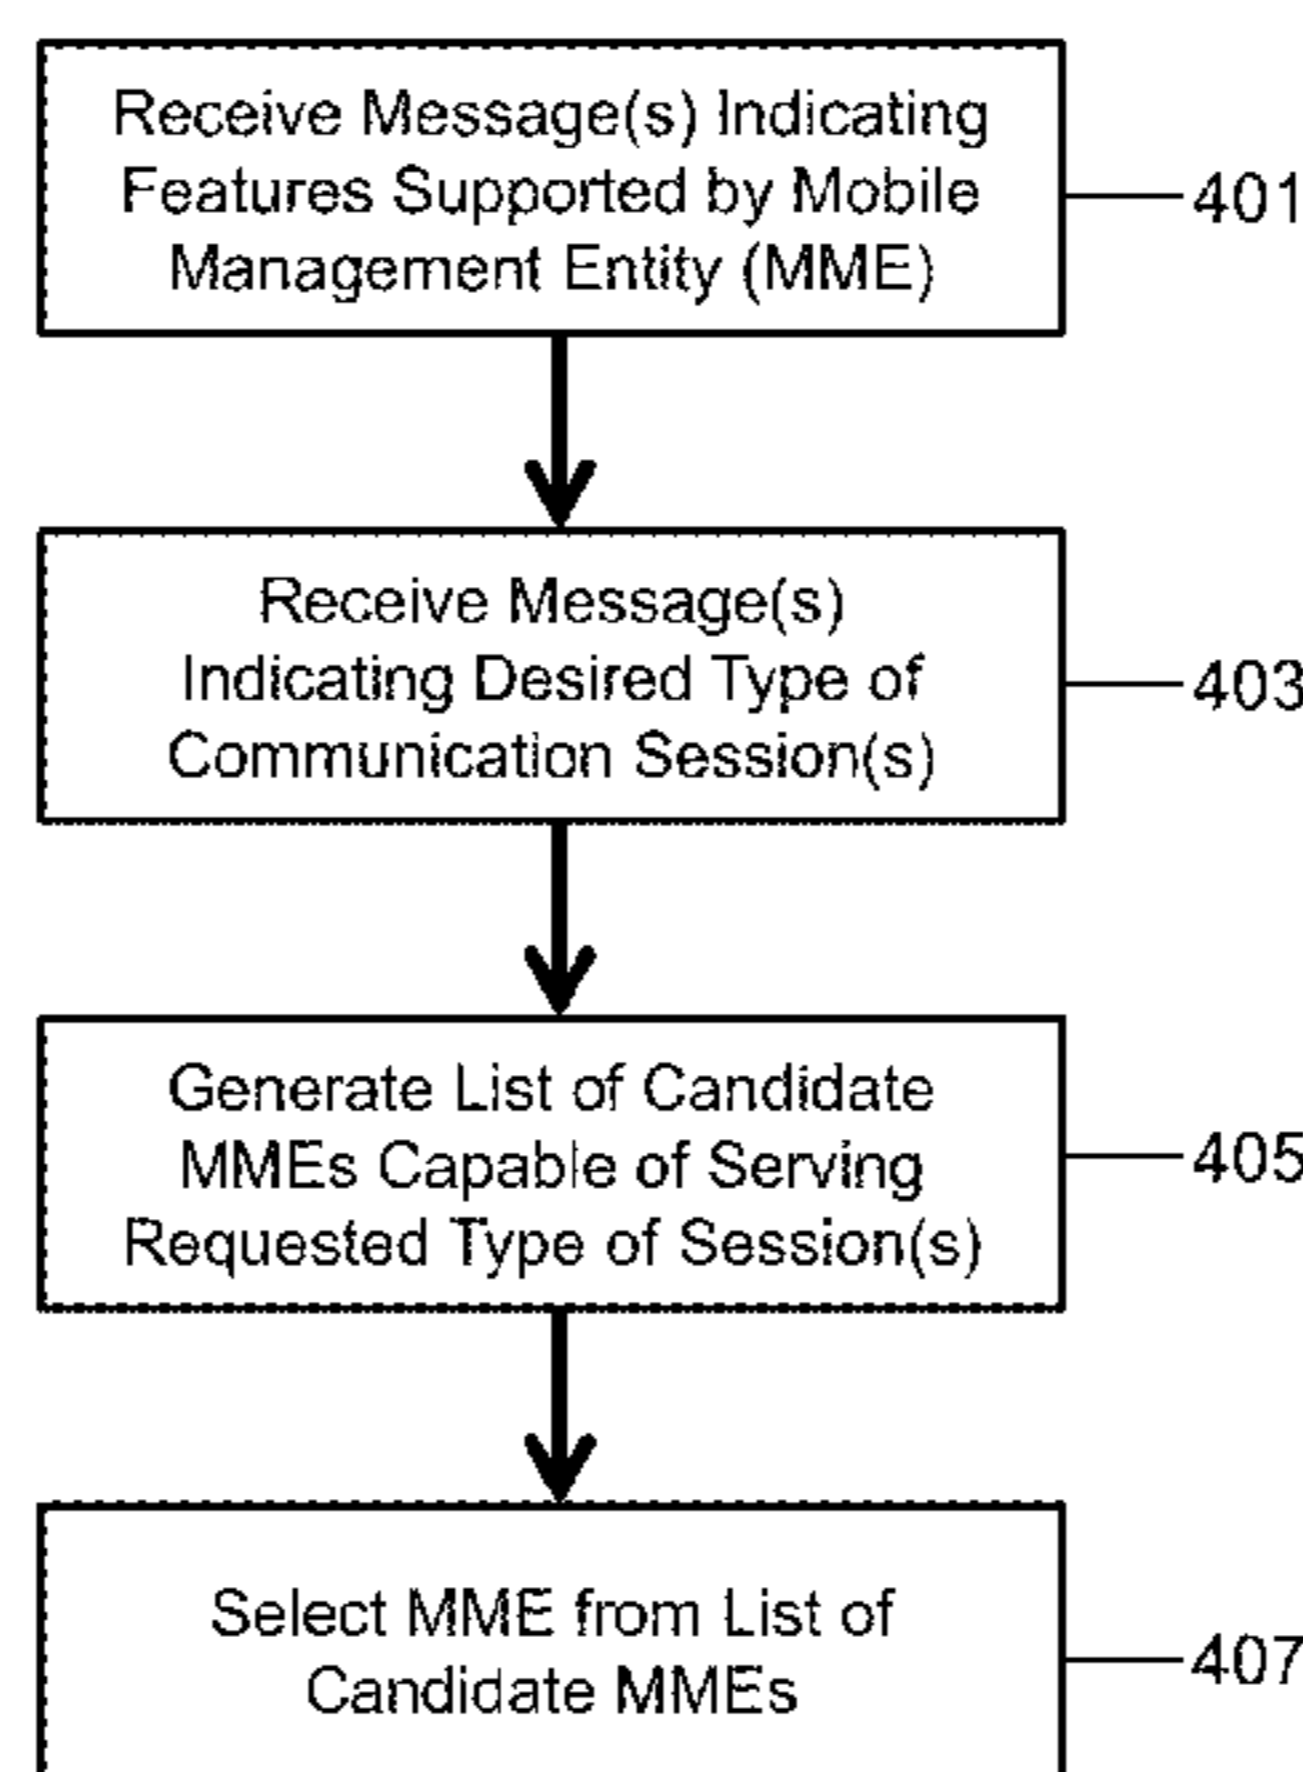 Receive Message(s) Indicating
Features Supported by Mobile
Management Entity (MME)
401
Receive Message(s)
Indicating Desired Type of
Communication Session(s)
403
Generate List of Candidate
MMEs Capable of Serving
Requested Type of Session(s)
405
Select MME from List of
Candidate MMEs
407